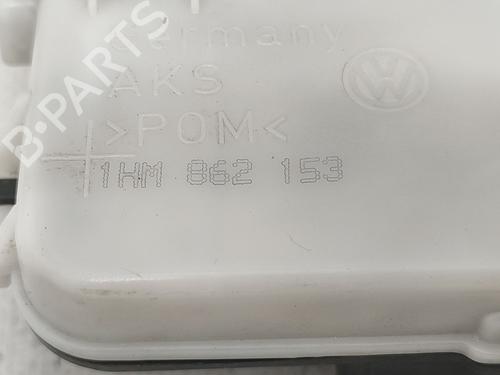 Germany
AKS
>POM<
1HM 862 153
B-PARTS